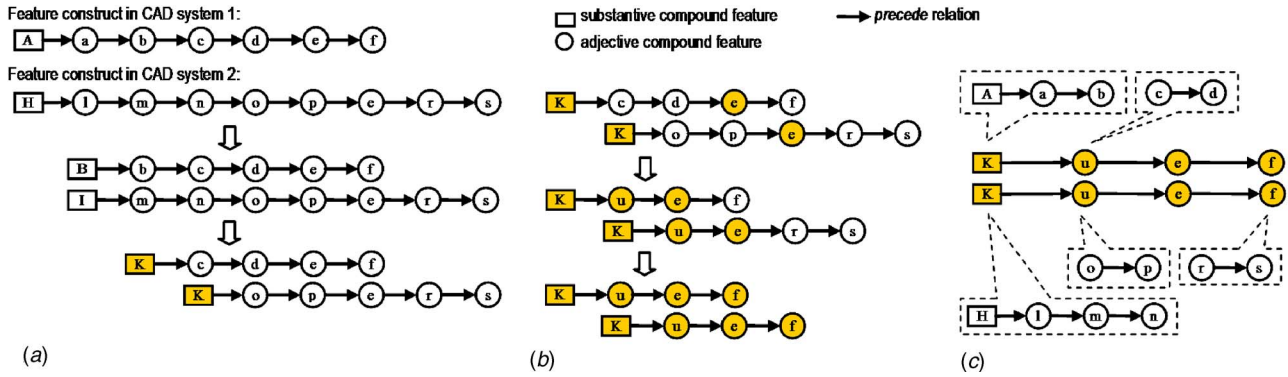 Feature construct in CAD system 1:
A a b c d e f
Feature construct in CAD system 2:
H l m n o p e r s
B b c d e f
I m n o p e r s
K c d e f
K o p e r s
(a)
substantive compound feature
adjective compound feature
precede relation
K c d e f
K o p e r s
K u e f
K u e r s
K u e f
K u e f
(b)
A a b
c d
K u e f
K u e f
o p
r s
H l m n
(c)